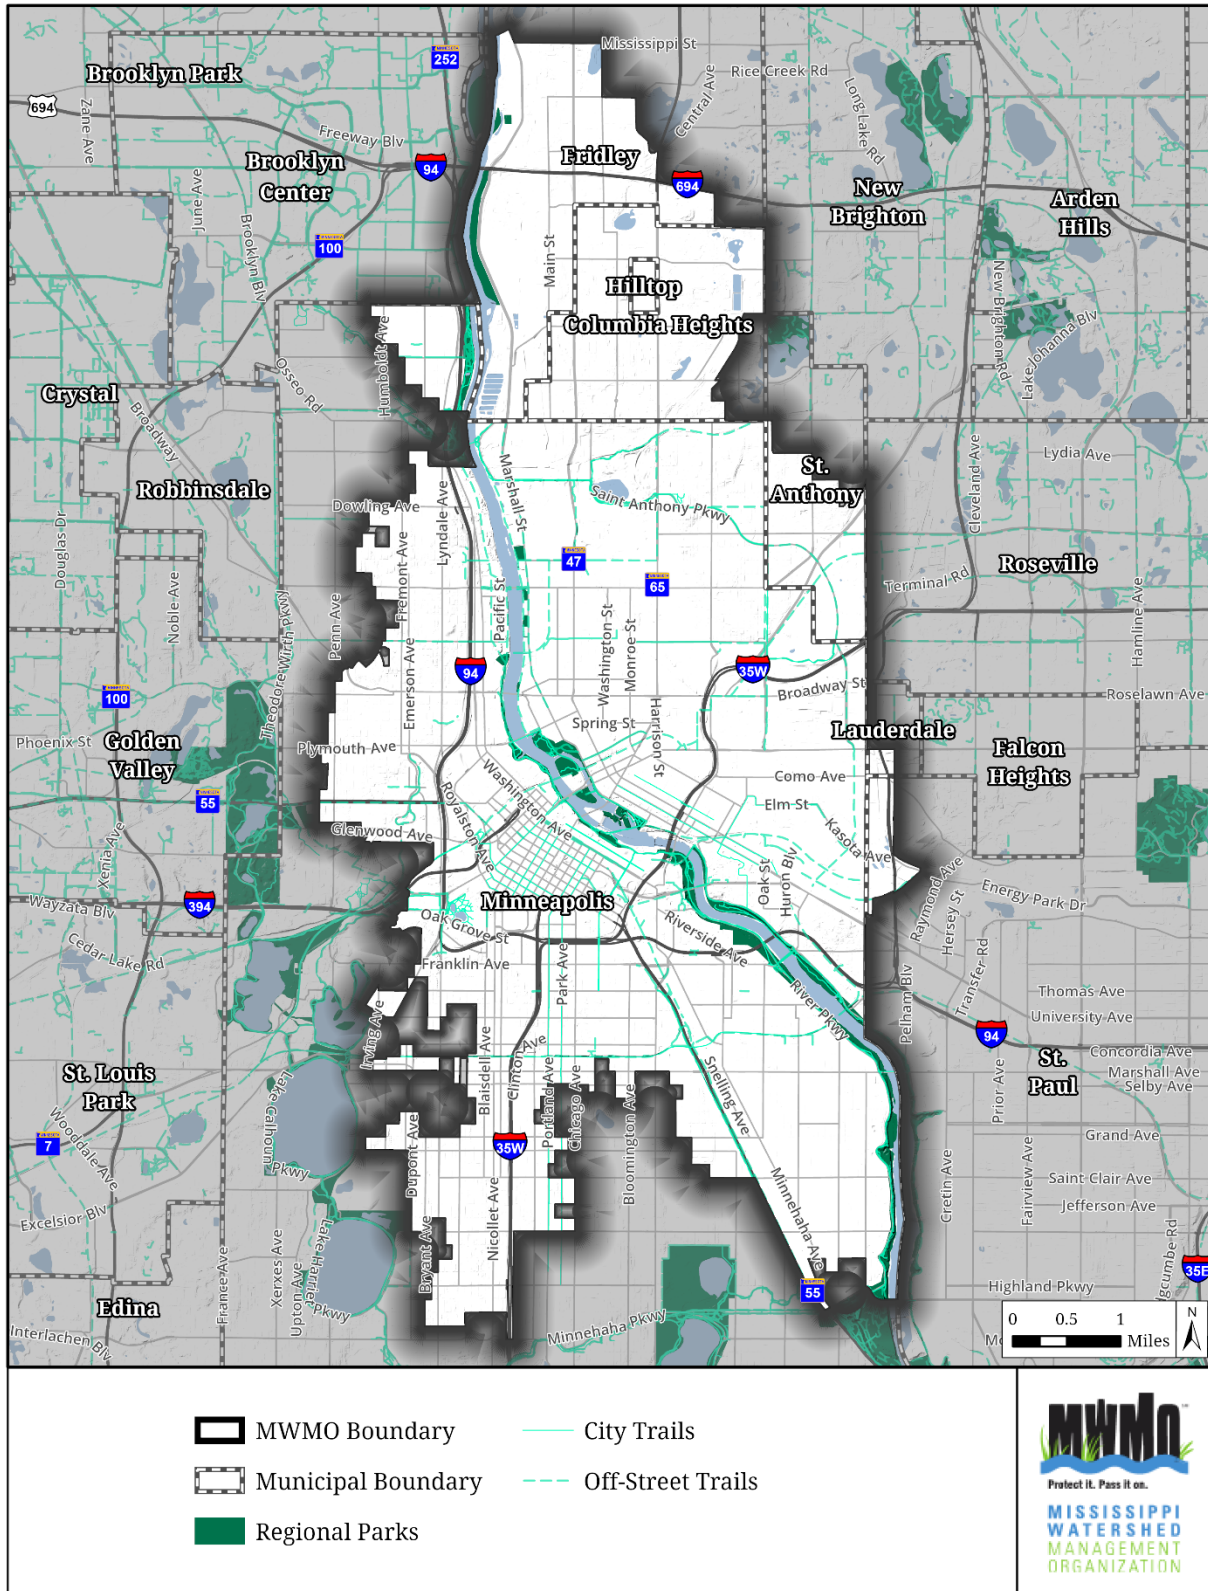 Mississippi St
252
Rice Creek Rd
Brooklyn Park
694
Zane Ave
Central Ave
Long Lake Rd
Freeway Blv
Fridley
Brooklyn
Center
94
694
New
Brighton
Arden
Hills
June Ave
Brooklyn Blv
100
Main St
Hilltop
Columbia Heights
New Brighton Rd
Lake Johanna Blv
Humboldt Ave
Osseo Rd
Crystal
Broadway
Robbinsdale
Dowling Ave
Lyndale Ave
Marshall St
Saint Anthony Pkwy
St.
Anthony
Cleveland Ave
Lydia Ave
Douglas Dr
Noble Ave
Theodore Wirth Pkwy
Penn Ave
Fremont Ave
47
65
Pacific St
Washington St
Monroe St
Terminal Rd
Roseville
Hamline Ave
Emerson Ave
94
35W
Broadway St
Harrison St
Roselawn Ave
100
Phoenix St
Golden
Valley
Plymouth Ave
Spring St
Lauderdale
Falcon
Heights
55
Washington Ave
Royalston Ave
Como Ave
Elm St
Kasota Ave
Glenwood Ave
Xenia Ave
Oak St
Huron Blv
Raymond Ave
Hersey St
Energy Park Dr
394
Wayzata Blv
Minneapolis
Oak Grove St
Riverside Ave
Cedar Lake Rd
Franklin Ave
Park Ave
River Pkwy
Pelham Blv
Transfer Rd
Thomas Ave
University Ave
94
Irving Ave
Blaisdell Ave
Clinton Ave
Portland Ave
Chicago Ave
Bloomington Ave
Snelling Ave
Prior Ave
St.
Paul
Concordia Ave
Marshall Ave
Selby Ave
St. Louis
Park
Lake Calhoun
Pkwy
7
Wooddale Ave
35W
Grand Ave
Dupont Ave
Minnehaha Ave
Cretin Ave
Fairview Ave
Saint Clair Ave
Jefferson Ave
Excelsior Blv
France Ave
Xerxes Ave
Upton Ave
Lake Harriet
Pkwy
Bryant Ave
Nicollet Ave
35E
Edina
55
Highland Pkwy
Interlachen Blv
Minnehaha Pkwy
0 0.5 1
Miles
N
MWMO Boundary
Municipal Boundary
Regional Parks
City Trails
Off-Street Trails
MWMO
Protect it. Pass it on.
MISSISSIPPI
WATERSHED
MANAGEMENT
ORGANIZATION